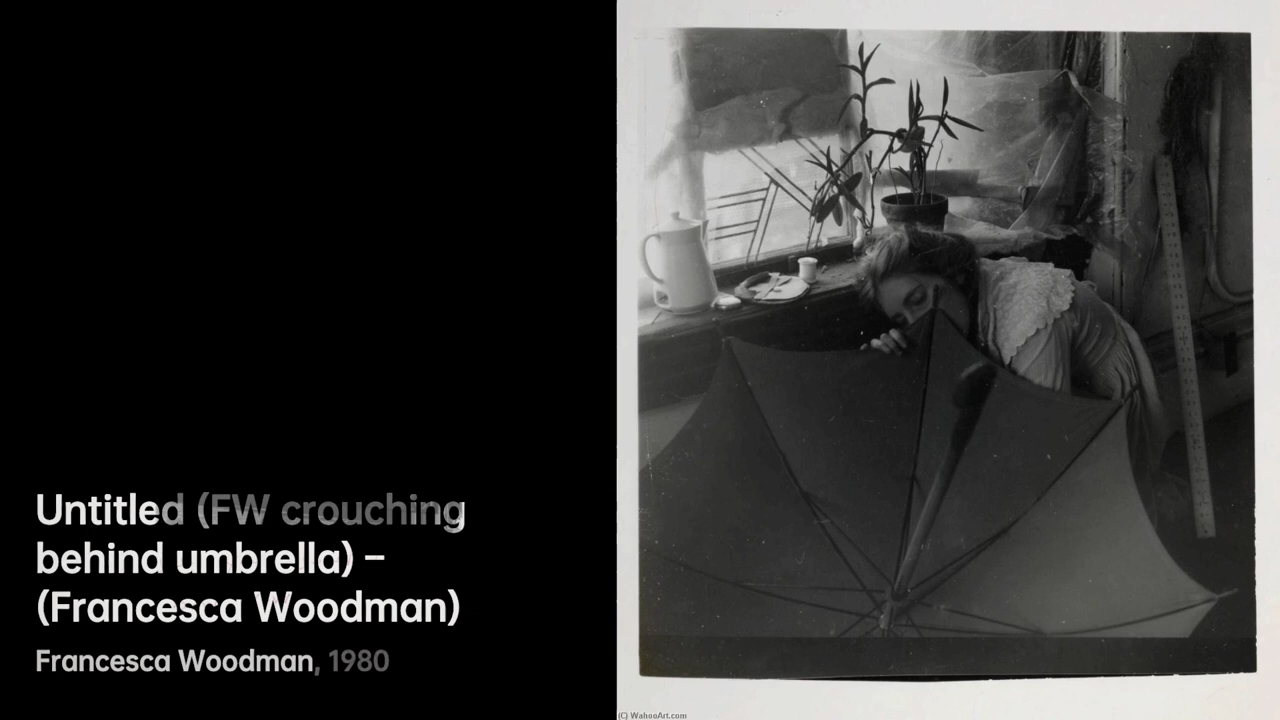 Untitled (FW crouching
behind umbrella) –
(Francesca Woodman)
Francesca Woodman, 1980
(C) WahooArt.com